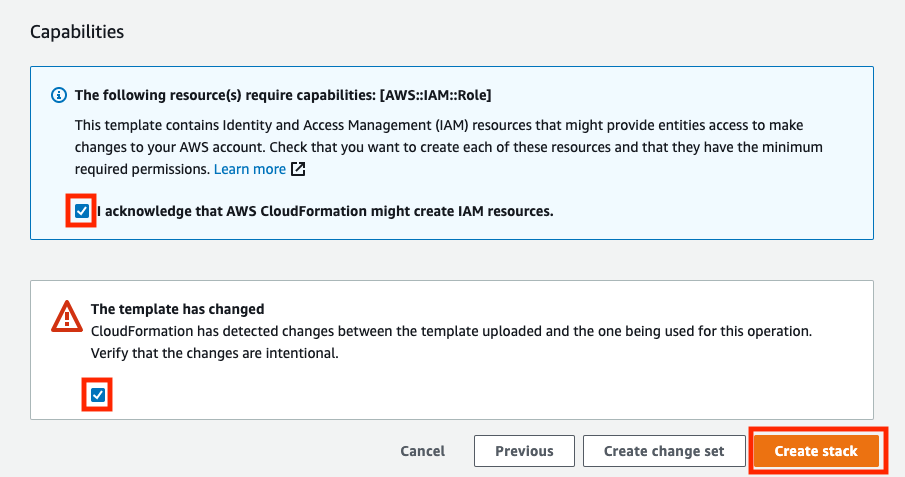 Capabilities
The following resource(s) require capabilities: [AWS::IAM::Role]
This template contains Identity and Access Management (IAM) resources that might provide entities access to make
changes to your AWS account. Check that you want to create each of these resources and that they have the minimum
required permissions. Learn more
I acknowledge that AWS CloudFormation might create IAM resources.
The template has changed
CloudFormation has detected changes between the template uploaded and the one being used for this operation.
Verify that the changes are intentional.
Cancel Previous Create change set Create stack